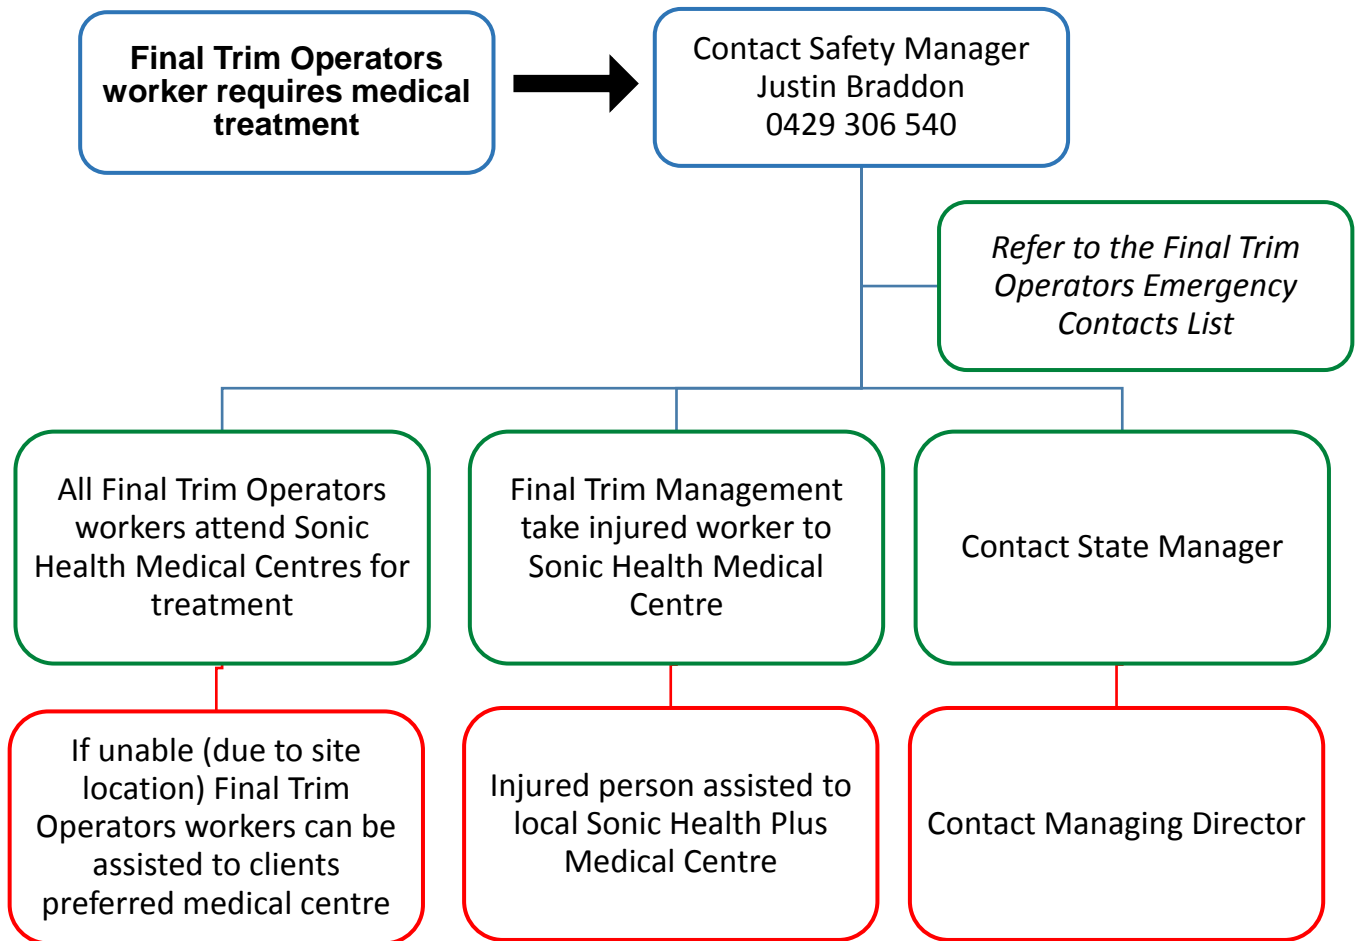 Final Trim Operators
worker requires medical
treatment
Contact Safety Manager
Justin Braddon
0429 306 540
Refer to the Final Trim
Operators Emergency
Contacts List
All Final Trim Operators
workers attend Sonic
Health Medical Centres for
treatment
Final Trim Management
take injured worker to
Sonic Health Medical
Centre
Contact State Manager
If unable (due to site
location) Final Trim
Operators workers can be
assisted to clients
preferred medical centre
Injured person assisted to
local Sonic Health Plus
Medical Centre
Contact Managing Director